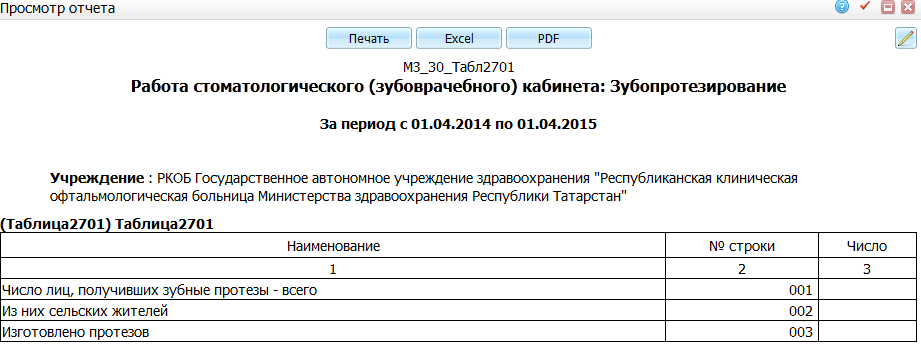 Просмотр отчета
Печать Excel PDF
МЗ_30_Табл2701
Работа стоматологического (зубоврачебного) кабинета: Зубопротезирование
За период с 01.04.2014 по 01.04.2015
Учреждение : РКОБ Государственное автономное учреждение здравоохранения "Республиканская клиническая
офтальмологическая больница Министерства здравоохранения Республики Татарстан"
(Таблица2701) Таблица2701
Наименование № строки Число
1 2 3
Число лиц, получивших зубные протезы - всего 001
Из них сельских жителей 002
Изготовлено протезов 003